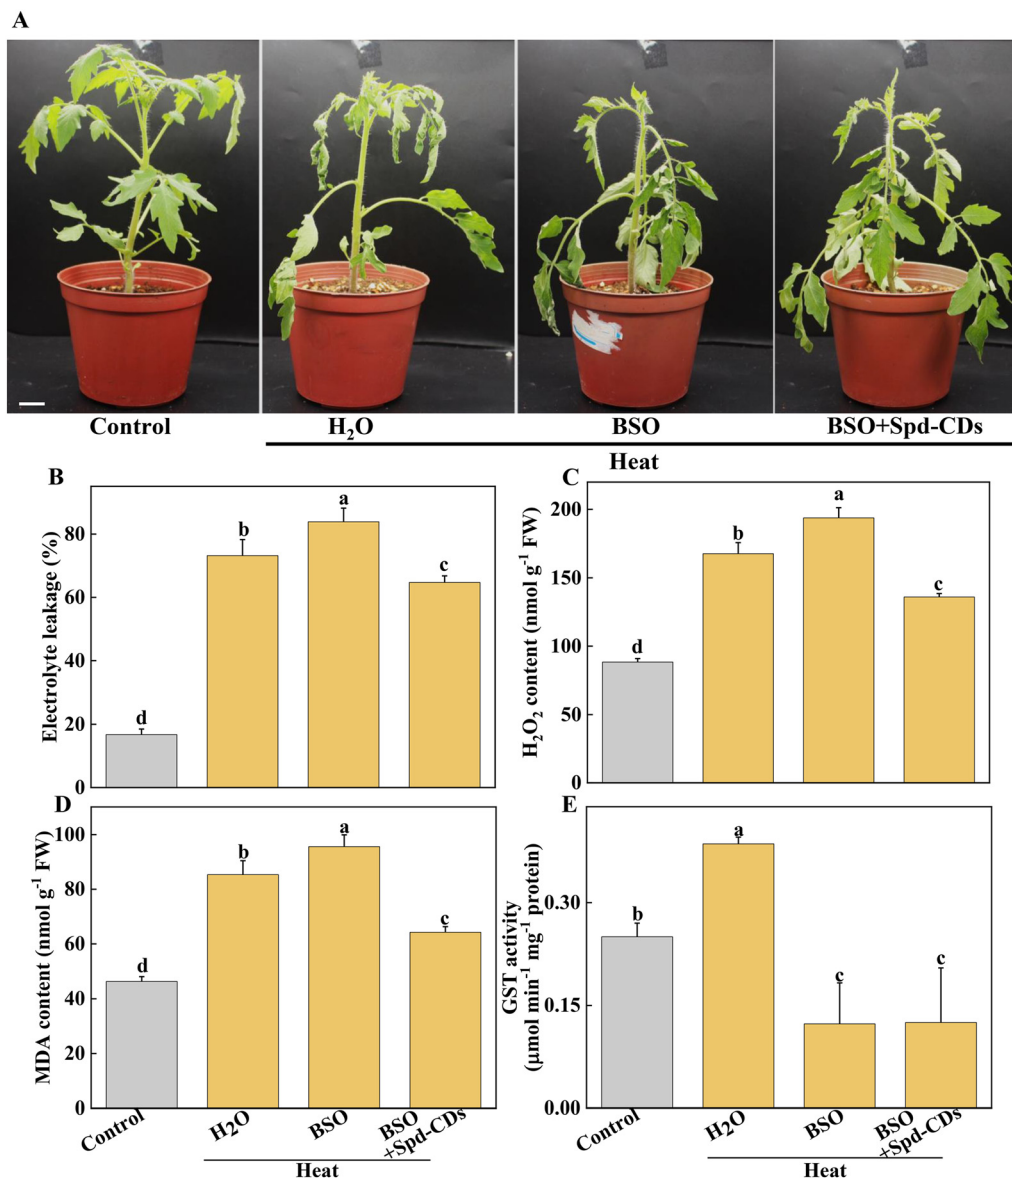 A
Control
H₂O
BSO
BSO+Spd-CDs
Heat
B
Electrolyte leakage (%)
80
60
40
20
0
d
b
a
c
C
H₂O₂ content (nmol g⁻¹ FW)
200
150
100
50
0
d
b
a
c
D
MDA content (nmol g⁻¹ FW)
100
80
60
40
20
0
d
b
a
c
Control
H₂O
BSO
BSO
+Spd-CDs
Heat
E
GST activity
(μmol min⁻¹ mg⁻¹ protein)
0.30
0.15
0.00
b
a
c
c
Control
H₂O
BSO
BSO
+Spd-CDs
Heat